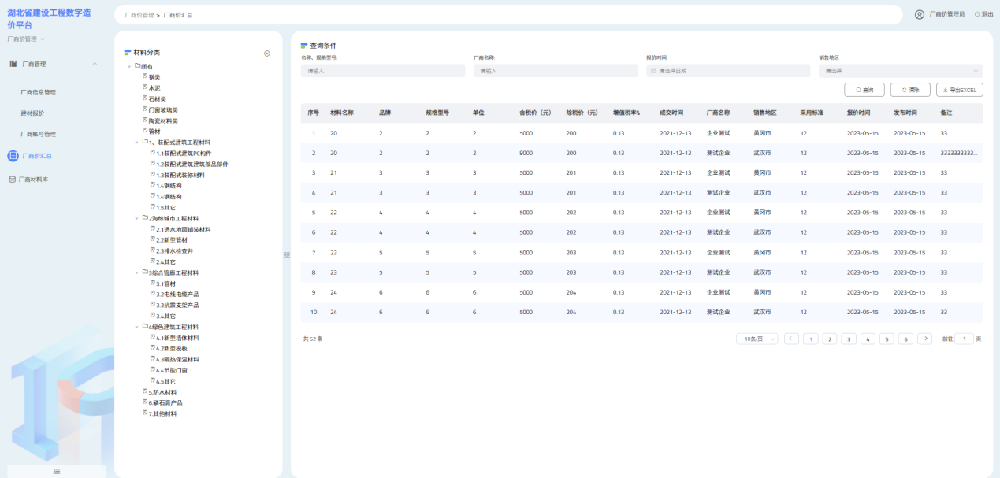 湖北省建设工程数字造
价平台
厂商价管理
厂商价管理 > 厂商价汇总
厂商价管理员 退出
厂商管理
厂商信息管理
建材报价
厂商账号管理
厂商价汇总
厂商材料库
材料分类
所有
钢类
水泥
石材类
门窗玻璃类
陶瓷材料类
管材
1、装配式建筑工程材料
1.1装配式建筑PC构件
1.2装配式建筑建筑部品部件
1.3装配式装修材料
1.4钢结构
1.4钢结构
1.5其它
2海绵城市工程材料
2.1透水地面铺装材料
2.2新型管材
2.3排水检查井
2.4其它
3综合管廊工程材料
3.1管材
3.2电线电缆产品
3.3抗震支架产品
3.4其它
4绿色建筑工程材料
4.1新型墙体材料
4.2新型模板
4.3隔热保温材料
4.4节能门窗
4.5其它
5.防水材料
6.磷石膏产品
7.其他材料
查询条件
名称、规格型号: 厂商名称: 报价时间: 销售地区
请输入 请输入 请选择日期 请选择
查询 清除 导出EXCEL
序号 材料名称 品牌 规格型号 单位 含税价（元） 除税价（元） 增值税率% 成交时间 厂商名称 销售地区 采用标准 报价时间 发布时间 备注
1 20 2 2 2 5000 200 0.13 2021-12-13 企业测试 黄冈市 12 2023-05-15 2023-05-15 33
2 20 2 2 2 8000 200 0.13 2021-12-13 测试企业 武汉市 12 2023-05-15 2023-05-15 3333333333...
3 21 3 3 3 5000 201 0.13 2021-12-13 企业测试 黄冈市 12 2023-05-15 2023-05-15 33
4 21 3 3 3 5000 201 0.13 2021-12-13 测试企业 武汉市 12 2023-05-15 2023-05-15 33
5 22 4 4 4 5000 202 0.13 2021-12-13 企业测试 黄冈市 12 2023-05-15 2023-05-15 33
6 22 4 4 4 5000 202 0.13 2021-12-13 测试企业 武汉市 12 2023-05-15 2023-05-15 33
7 23 5 5 5 5000 203 0.13 2021-12-13 企业测试 黄冈市 12 2023-05-15 2023-05-15 33
8 23 5 5 5 5000 203 0.13 2021-12-13 测试企业 武汉市 12 2023-05-15 2023-05-15 33
9 24 6 6 6 5000 204 0.13 2021-12-13 企业测试 黄冈市 12 2023-05-15 2023-05-15 33
10 24 6 6 6 5000 204 0.13 2021-12-13 测试企业 武汉市 12 2023-05-15 2023-05-15 33
共 52 条 10条/页 < 1 2 3 4 5 6 > 前往 1 页